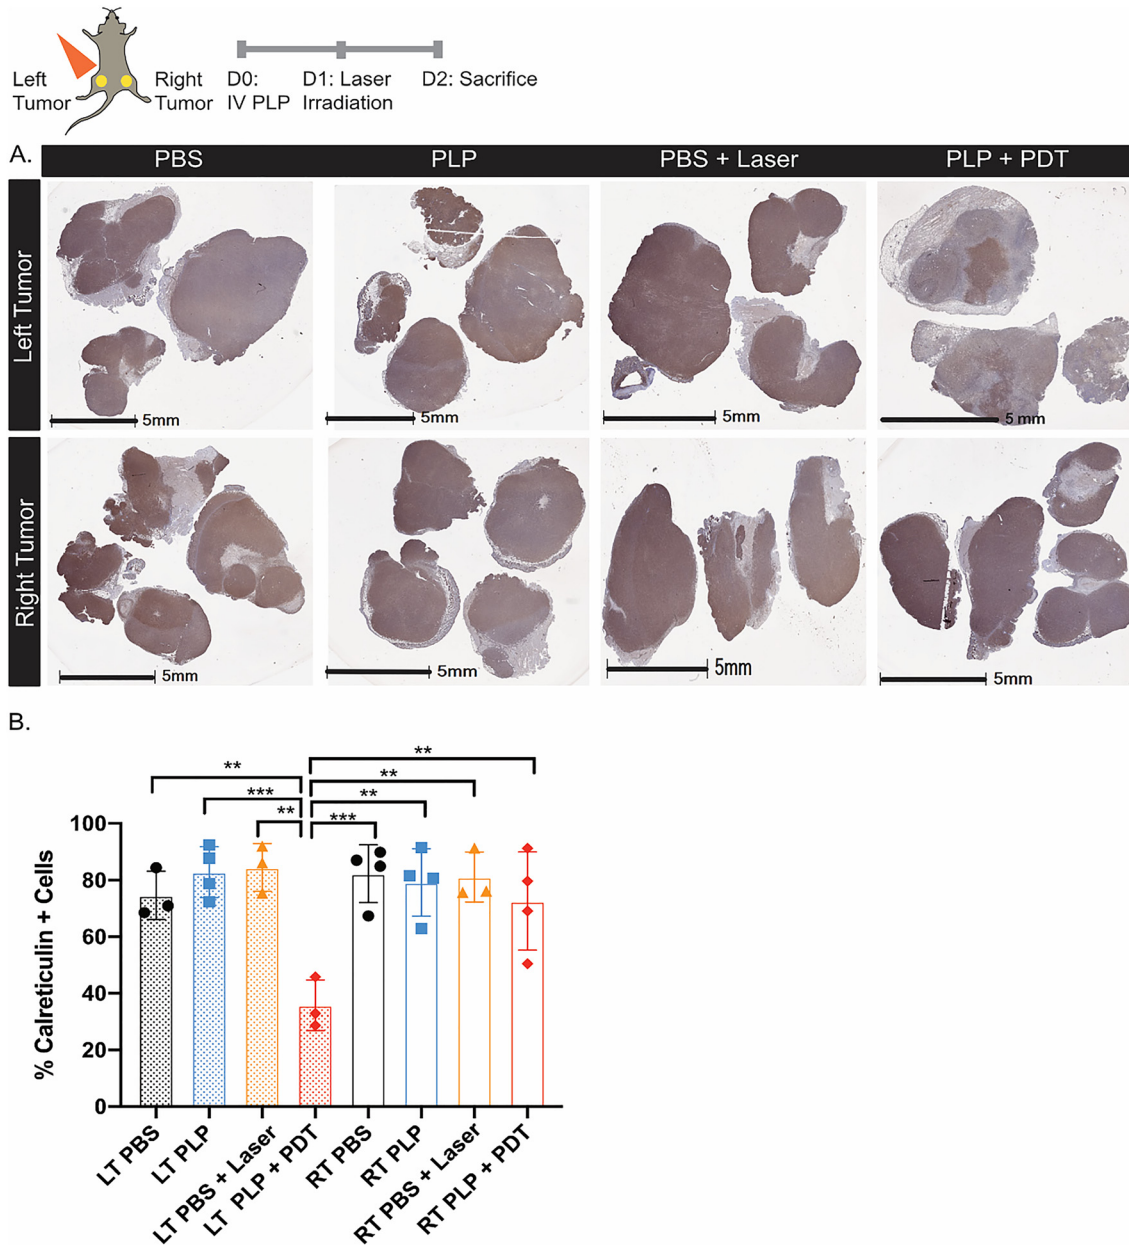 Left
Tumor
Right
Tumor
D0:
IV PLP
D1: Laser
Irradiation
D2: Sacrifice
A.
PBS
PLP
PBS + Laser
PLP + PDT
Left Tumor
5mm
5mm
5mm
5 mm
Right Tumor
5mm
5mm
5mm
5mm
B.
**
**
**
***
**
**
***
% Calreticulin + Cells
100
80
60
40
20
0
LT PBS
LT PLP
LT PBS + Laser
LT PLP + PDT
RT PBS
RT PLP
RT PBS + Laser
RT PLP + PDT